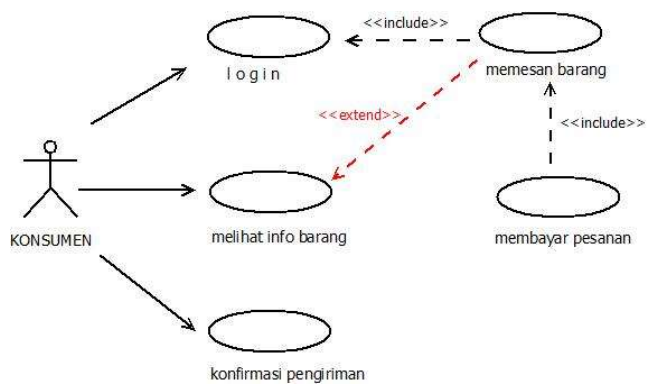 <<include>>
login
memesan barang
<<extend>>
<<include>>
KONSUMEN
melihat info barang
membayar pesanan
konfirmasi pengiriman